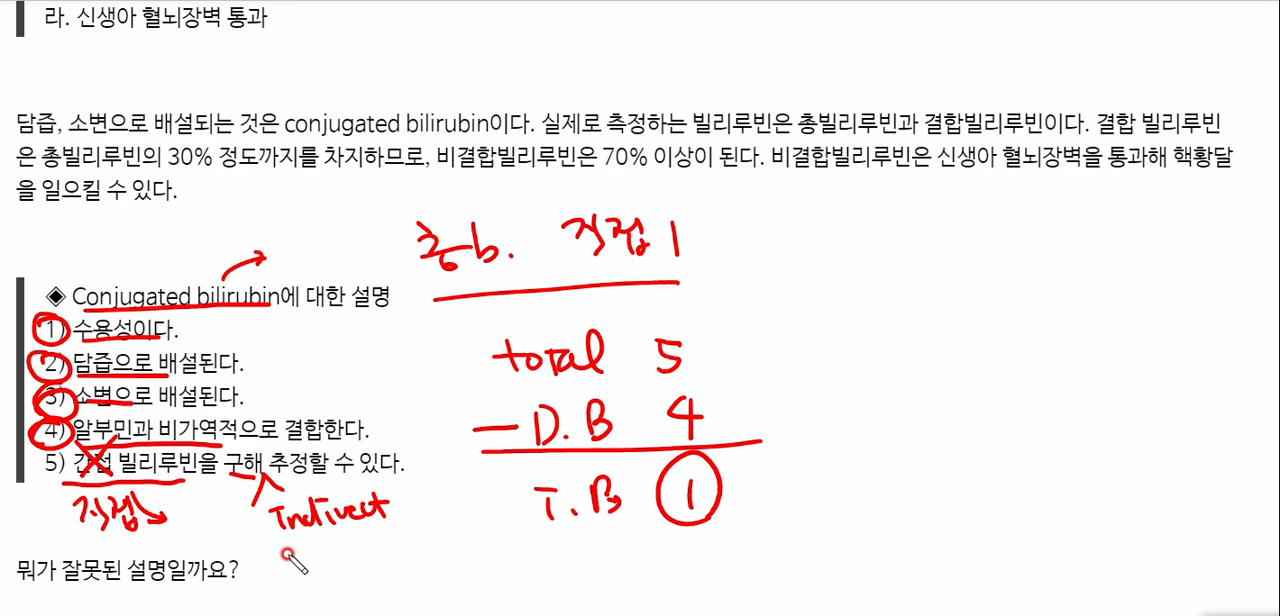 라. 신생아 혈뇌장벽 통과
담즙, 소변으로 배설되는 것은 conjugated bilirubin이다. 실제로 측정하는 빌리루빈은 총빌리루빈과 결합빌리루빈이다. 결합 빌리루빈
은 총빌리루빈의 30% 정도까지를 차지하므로, 비결합빌리루빈은 70% 이상이 된다. 비결합빌리루빈은 신생아 혈뇌장벽을 통과해 핵황달
을 일으킬 수 있다.
총b. 직접 1
◈ Conjugated bilirubin에 대한 설명
1) 수용성이다.
2) 담즙으로 배설된다.
3) 소변으로 배설된다.
4) 알부민과 비가역적으로 결합한다.
5) 간접 빌리루빈을 구해 추정할 수 있다.
직접
Indirect
total 5
— D.B 4
I.B 1
뭐가 잘못된 설명일까요?